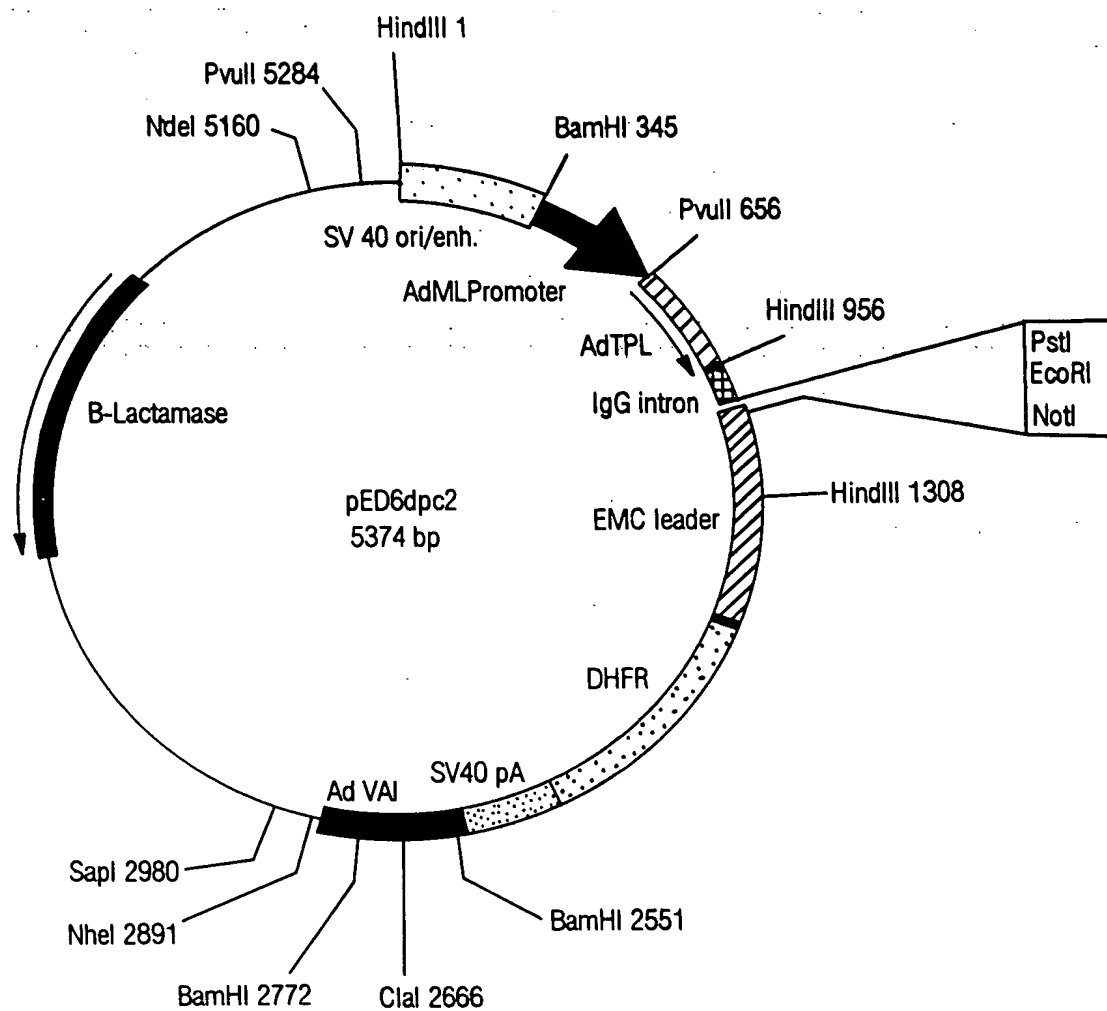 HindIII 1
PvuII 5284
NdeI 5160
BamHI 345
SV 40 ori/enh.
PvuII 656
AdMLPromoter
HindIII 956
AdTPL
PstI
EcoRI
NotI
IgG intron
B-Lactamase
pED6dpc2
5374 bp
EMC leader
HindIII 1308
DHFR
SV40 pA
Ad VAI
SapI 2980
NheI 2891
BamHI 2551
BamHI 2772
ClaI 2666